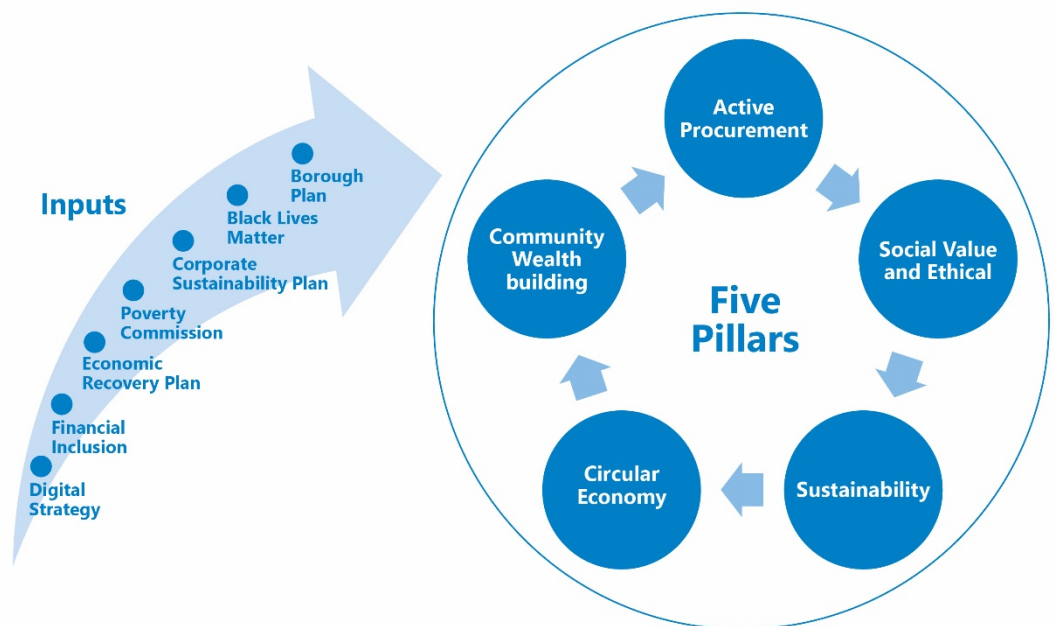 Inputs
Borough
Plan
Black Lives
Matter
Corporate
Sustainability Plan
Poverty
Commission
Economic
Recovery Plan
Financial
Inclusion
Digital
Strategy
Five
Pillars
Active
Procurement
Social Value
and Ethical
Sustainability
Circular
Economy
Community
Wealth
building